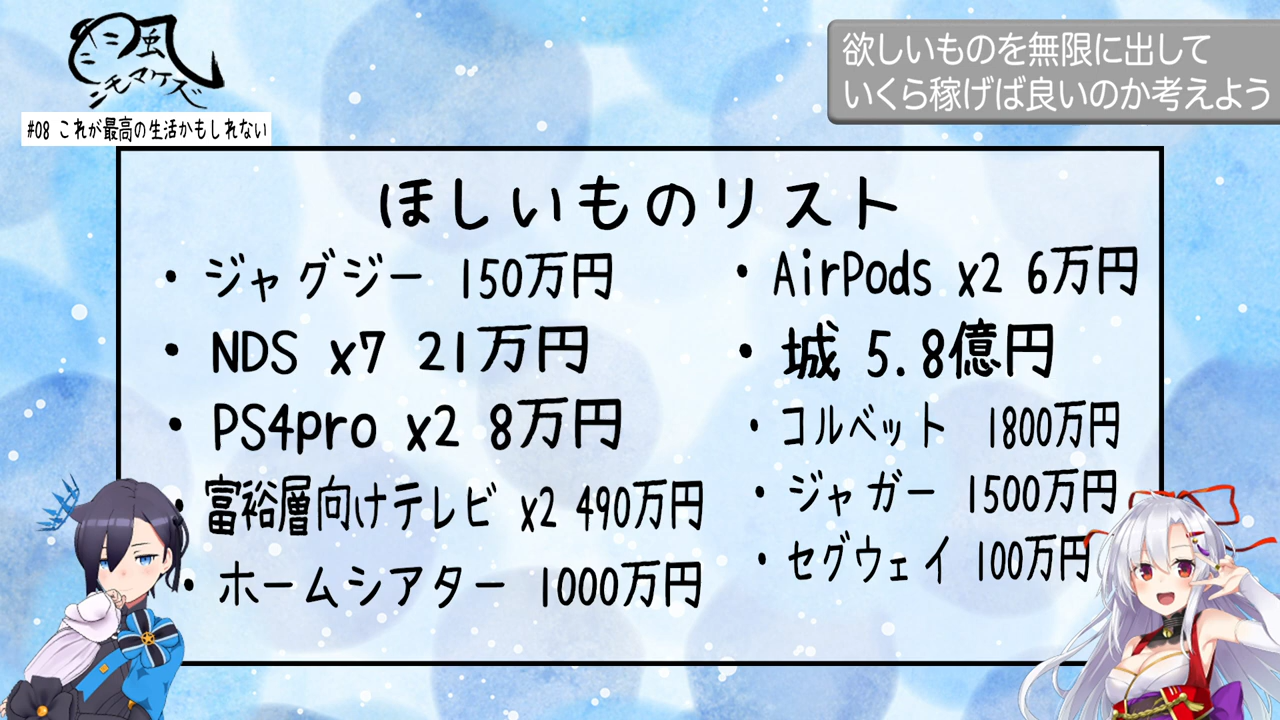 風
ニモマケズ
#08 これが最高の生活かもしれない
欲しいものを無限に出して
いくら稼げば良いのか考えよう
ほしいものリスト
・ジャグジー 150万円
・NDS x7 21万円
・PS4pro x2 8万円
・富裕層向けテレビ x2 490万円
・ホームシアター 1000万円
・AirPods x2 6万円
・城 5.8億円
・コルベット 1800万円
・ジャガー 1500万円
・セグウェイ 100万円